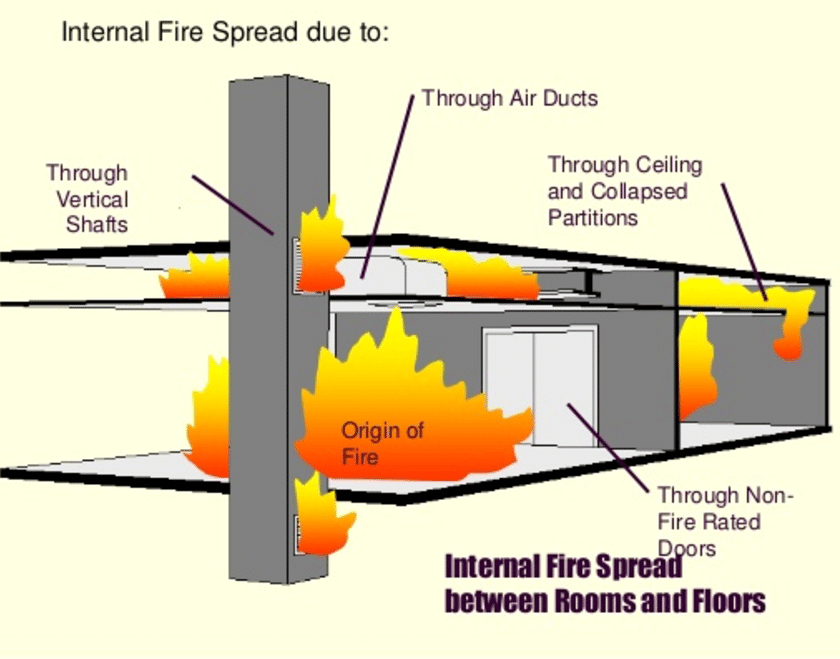 Internal Fire Spread due to:
Through Air Ducts
Through
Vertical
Shafts
Through Ceiling
and Collapsed
Partitions
Origin of
Fire
Through Non-
Fire Rated
Doors
Internal Fire Spread
between Rooms and Floors